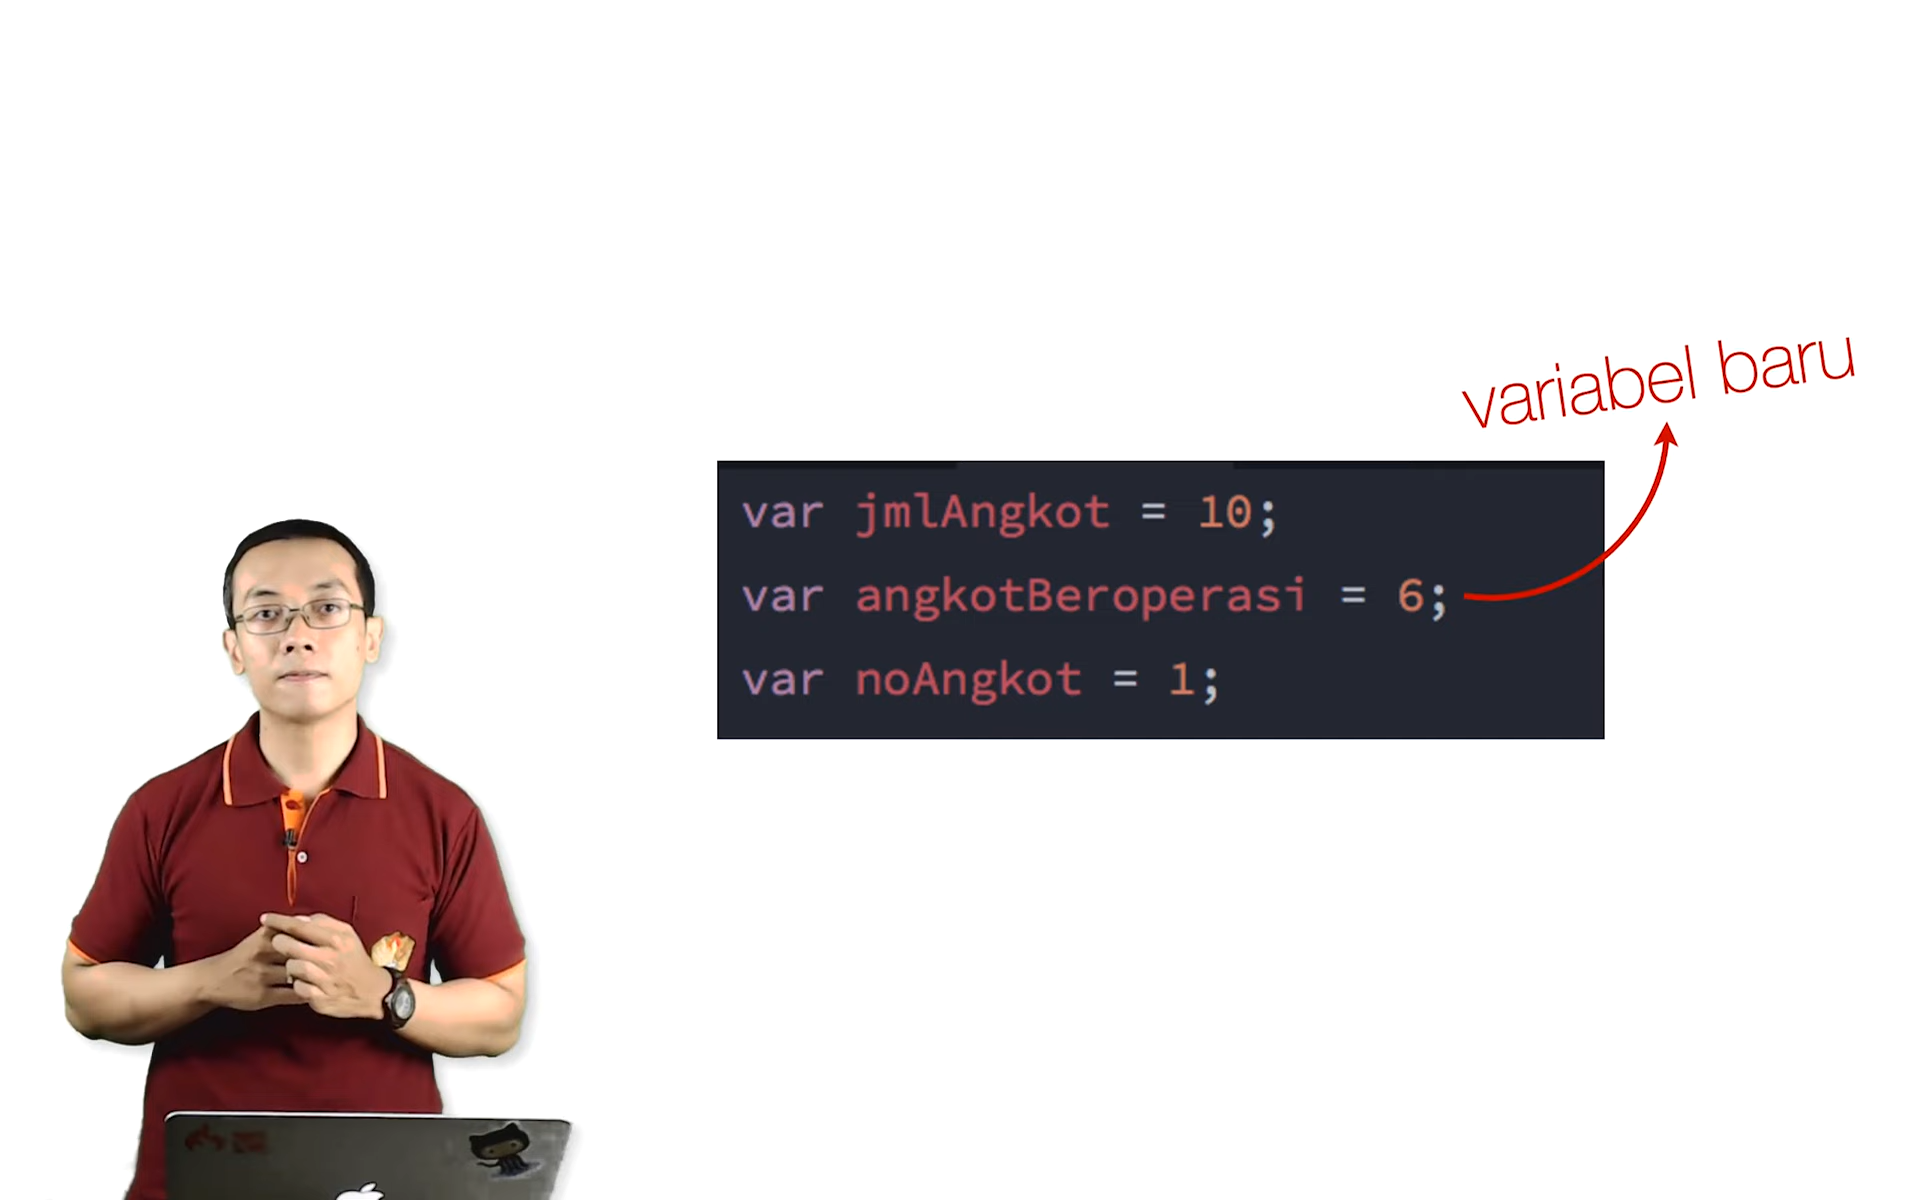 variabel baru
var jmlAngkot = 10;
var angkotBeroperasi = 6;
var noAngkot = 1;